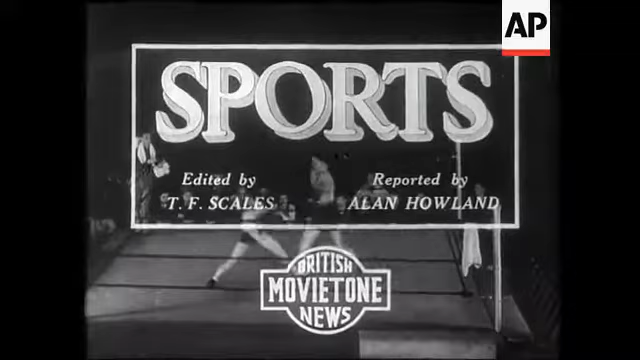 AP
SPORTS
Edited by
T. F. SCALES
Reported by
ALAN HOWLAND
BRITISH
MOVIETONE
NEWS